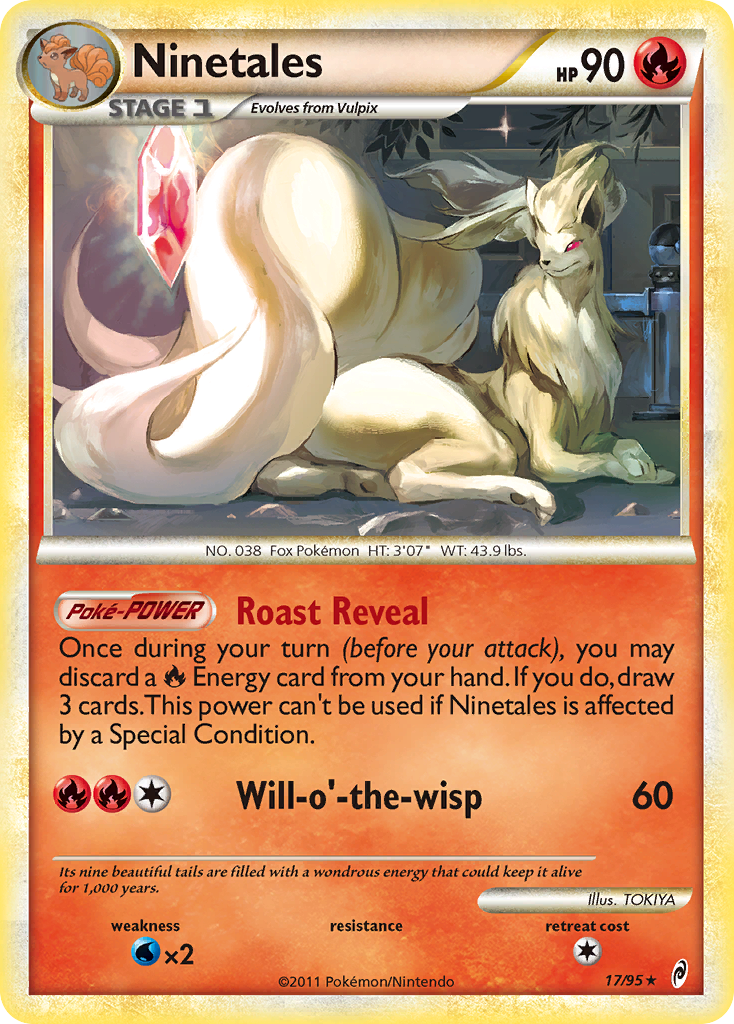 Ninetales
HP 90
STAGE 1
Evolves from Vulpix
NO. 038 Fox Pokémon HT: 3'07" WT: 43.9 lbs.
Poké-POWER Roast Reveal
Once during your turn (before your attack), you may
discard a Energy card from your hand. If you do, draw
3 cards. This power can't be used if Ninetales is affected
by a Special Condition.
Will-o'-the-wisp 60
Its nine beautiful tails are filled with a wondrous energy that could keep it alive
for 1,000 years.
Illus. TOKIYA
weakness resistance retreat cost
×2
©2011 Pokémon/Nintendo 17/95 ★